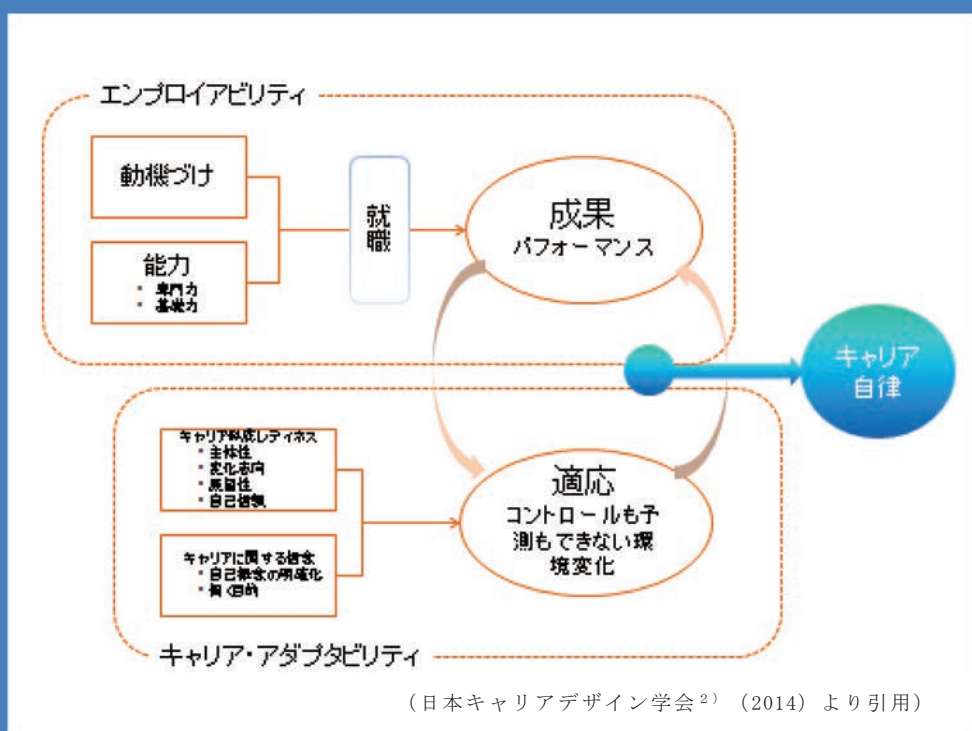 エンプロイアビリティ
動機づけ
能力
・専門力
・基礎力
就職
成果
パフォーマンス
キャリア
自律
キャリア形成レディネス
・主体性
・変化志向
・展望性
・自己信頼
キャリアに関する信念
・自己概念の明確化
・働く目的
適応
コントロールも予
測もできない環
境変化
キャリア・アダプタビリティ
(日本キャリアデザイン学会2)(2014)より引用)